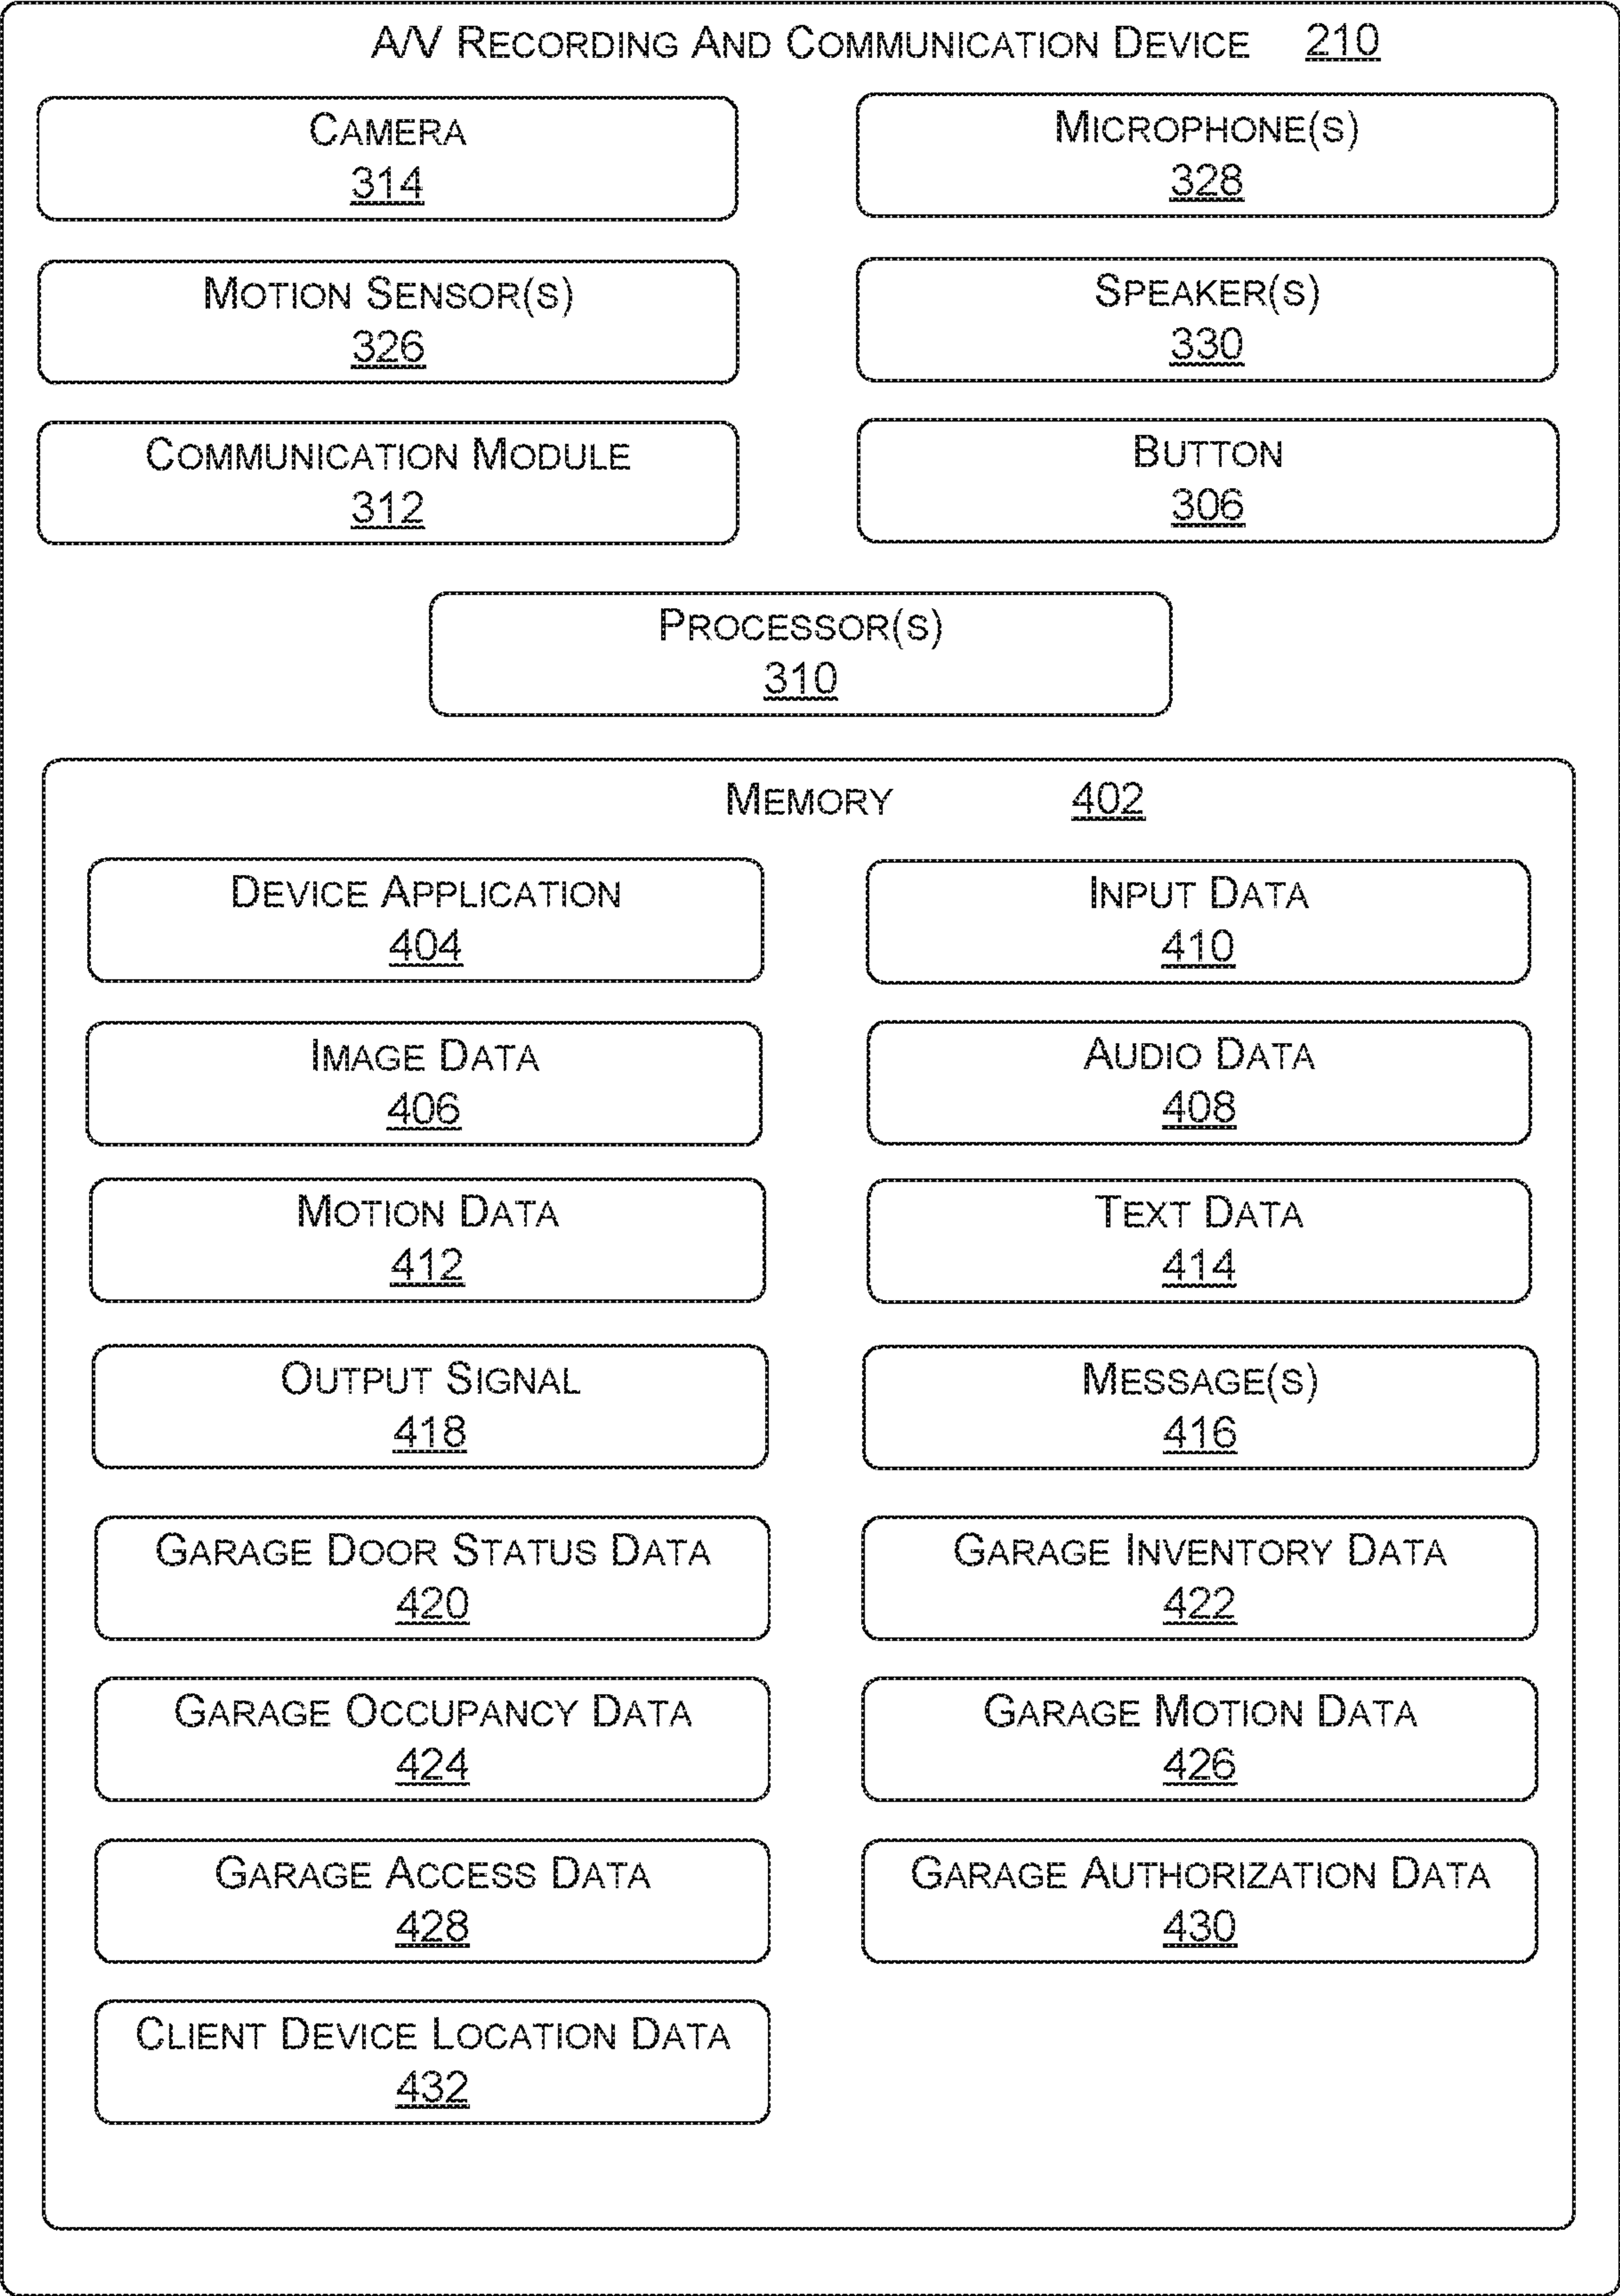 A/V RECORDING AND COMMUNICATION DEVICE 210
CAMERA
314
MICROPHONE(S)
328
MOTION SENSOR(S)
326
SPEAKER(S)
330
COMMUNICATION MODULE
312
BUTTON
306
PROCESSOR(S)
310
MEMORY 402
DEVICE APPLICATION
404
INPUT DATA
410
IMAGE DATA
406
AUDIO DATA
408
MOTION DATA
412
TEXT DATA
414
OUTPUT SIGNAL
418
MESSAGE(S)
416
GARAGE DOOR STATUS DATA
420
GARAGE INVENTORY DATA
422
GARAGE OCCUPANCY DATA
424
GARAGE MOTION DATA
426
GARAGE ACCESS DATA
428
GARAGE AUTHORIZATION DATA
430
CLIENT DEVICE LOCATION DATA
432